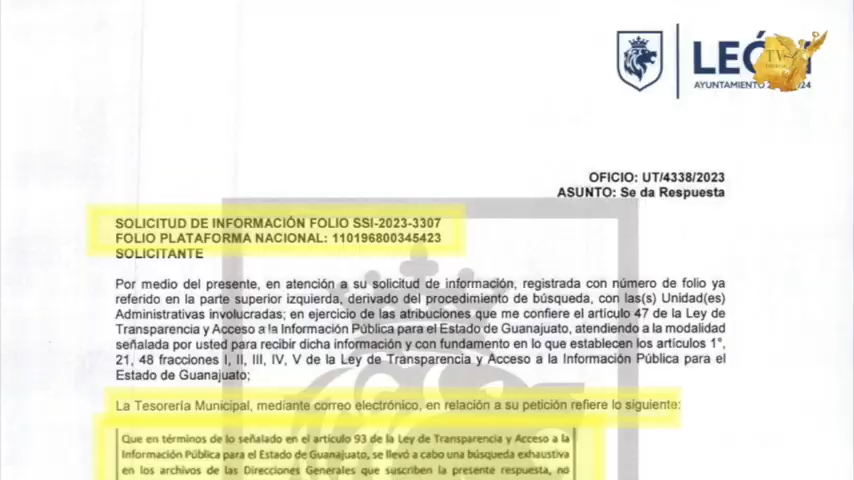 LEÓN
TV
AYUNTAMIENTO
OFICIO: UT/4338/2023
ASUNTO: Se da Respuesta
SOLICITUD DE INFORMACIÓN FOLIO SSI-2023-3307
FOLIO PLATAFORMA NACIONAL: 110196800345423
SOLICITANTE
Por medio del presente, en atención a su solicitud de información, registrada con número de folio ya
referido en la parte superior izquierda, derivado del procedimiento de búsqueda, con las(s) Unidad(es)
Administrativas involucradas; en ejercicio de las atribuciones que me confiere el artículo 47 de la Ley de
Transparencia y Acceso a la Información Pública para el Estado de Guanajuato, atendiendo a la modalidad
señalada por usted para recibir dicha información y con fundamento en lo que establecen los artículos 1°,
21, 48 fracciones I, II, III, IV, V de la Ley de Transparencia y Acceso a la Información Pública para el
Estado de Guanajuato;
La Tesorería Municipal, mediante correo electrónico, en relación a su petición refiere lo siguiente:
Que en términos de lo señalado en el artículo 93 de la Ley de Transparencia y Acceso a la
Información Pública para el Estado de Guanajuato, se llevó a cabo una búsqueda exhaustiva
en los archivos de las Direcciones Generales que suscriben la presente respuesta, no